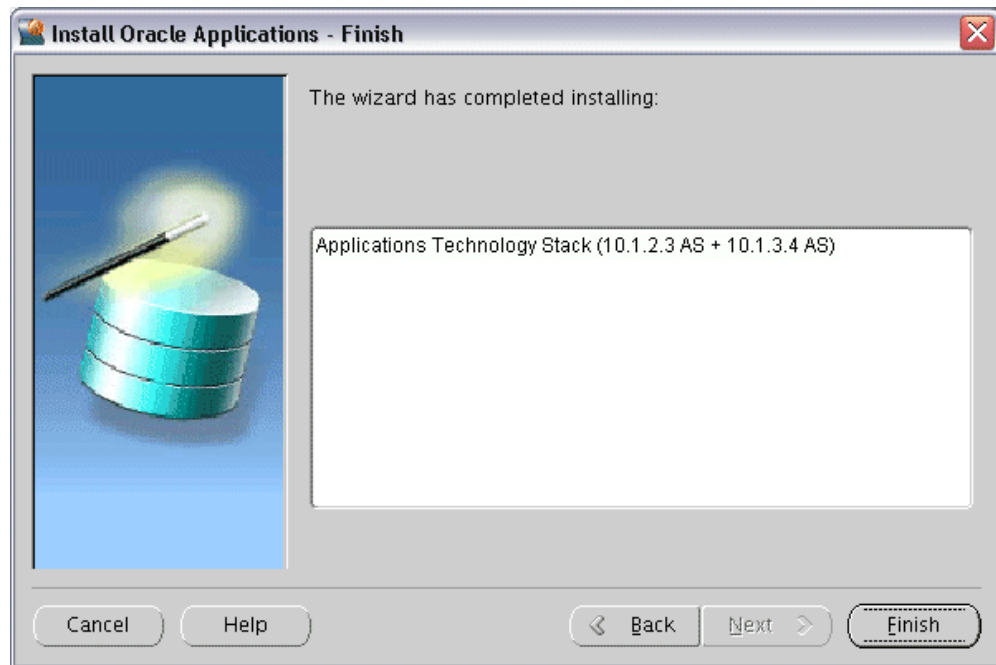 Install Oracle Applications - Finish
The wizard has completed installing:
Applications Technology Stack (10.1.2.3 AS + 10.1.3.4 AS)
Cancel
Help
Back
Next
Finish